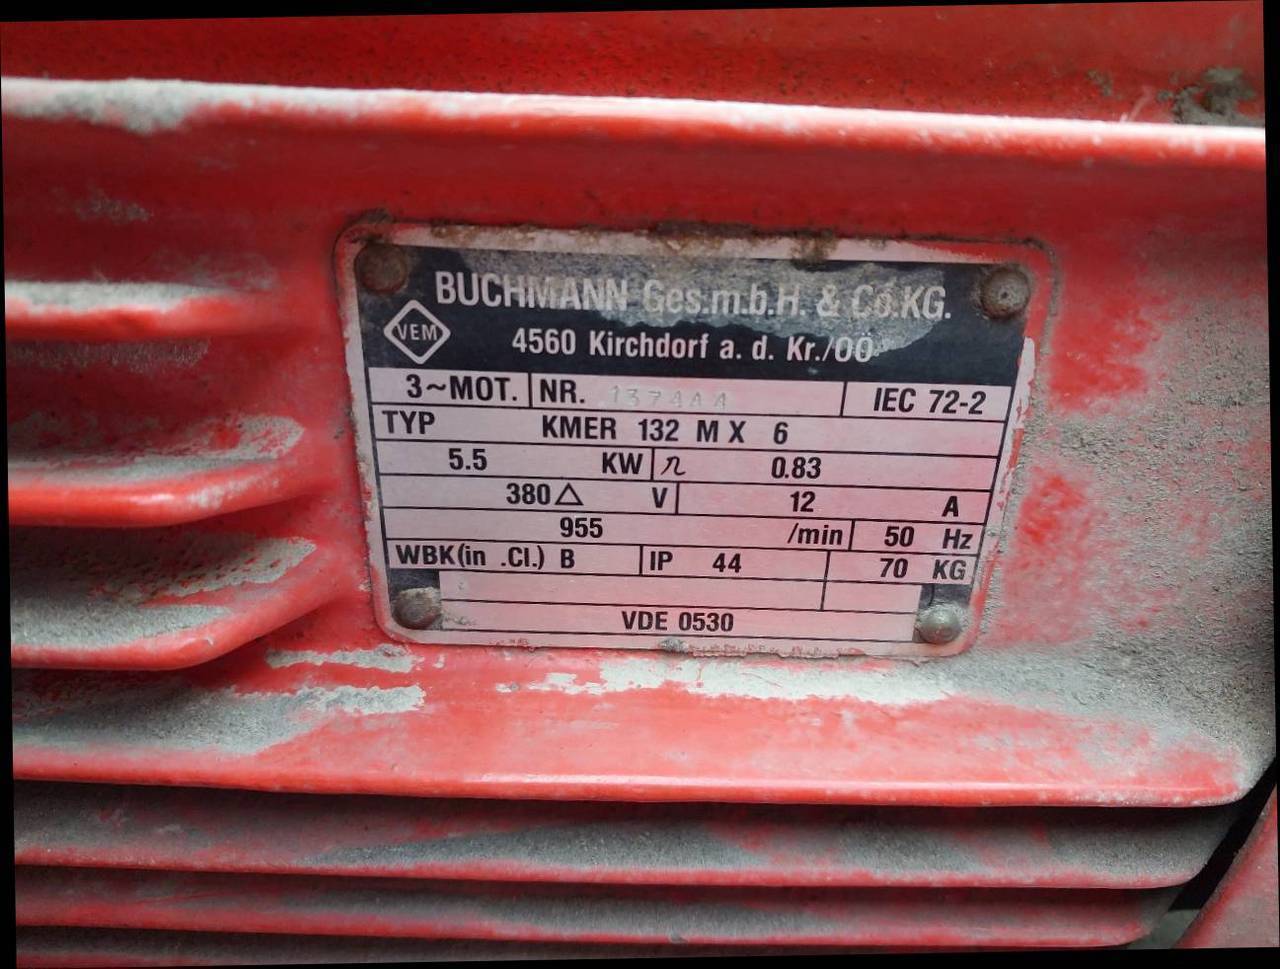 BUCHMANN Ges.m.b.H. & Co.KG.
VEM
4560 Kirchdorf a. d. Kr./OÖ
3~MOT. NR. 137444 IEC 72-2
TYP KMER 132 M X 6
5.5 KW η 0.83
380△ V 12 A
955 /min 50 Hz
WBK(in .Cl.) B IP 44 70 KG
VDE 0530